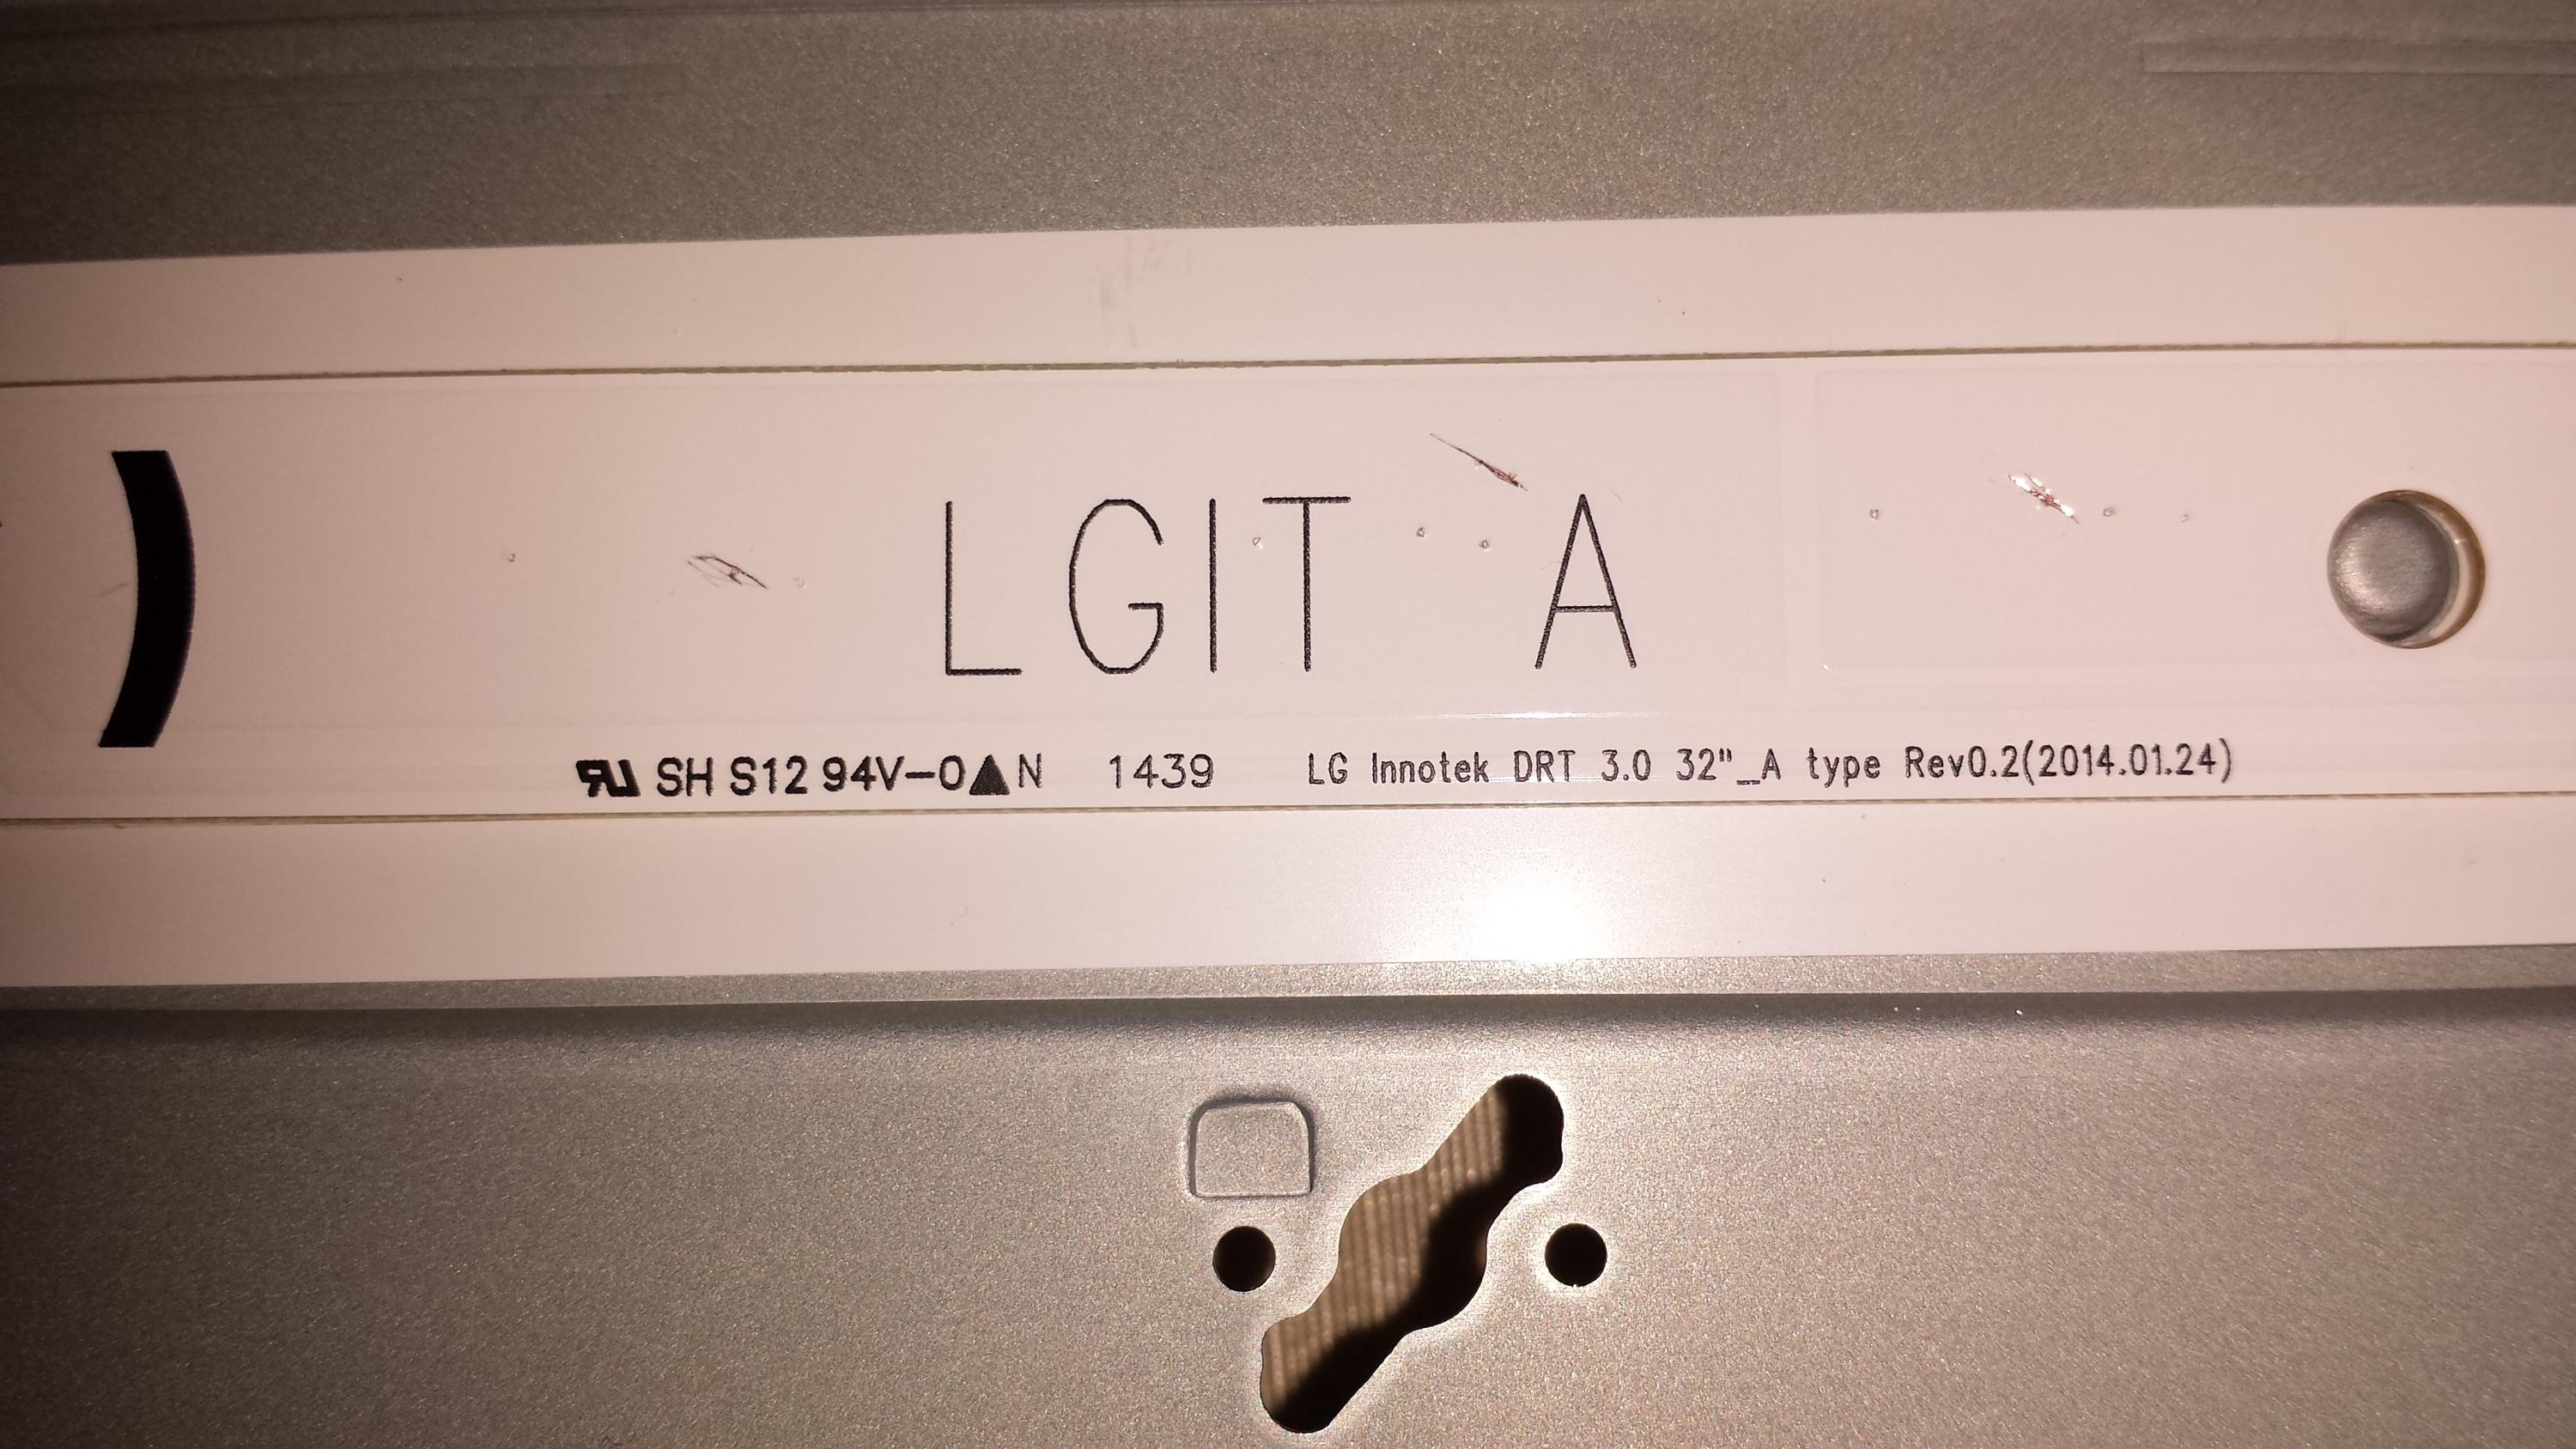 LGIT A
SH S12 94V-0▲N 1439 LG Innotek DRT 3.0 32"_A type Rev0.2(2014.01.24)